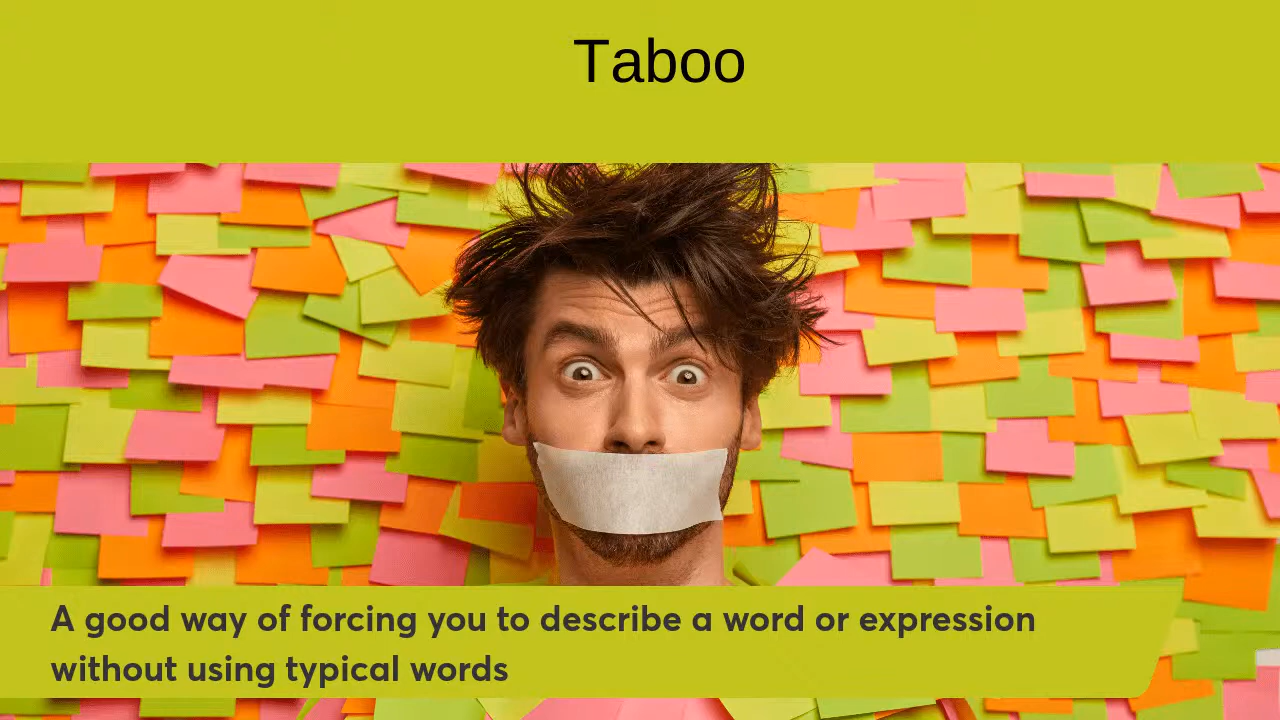 Taboo
A good way of forcing you to describe a word or expression
without using typical words